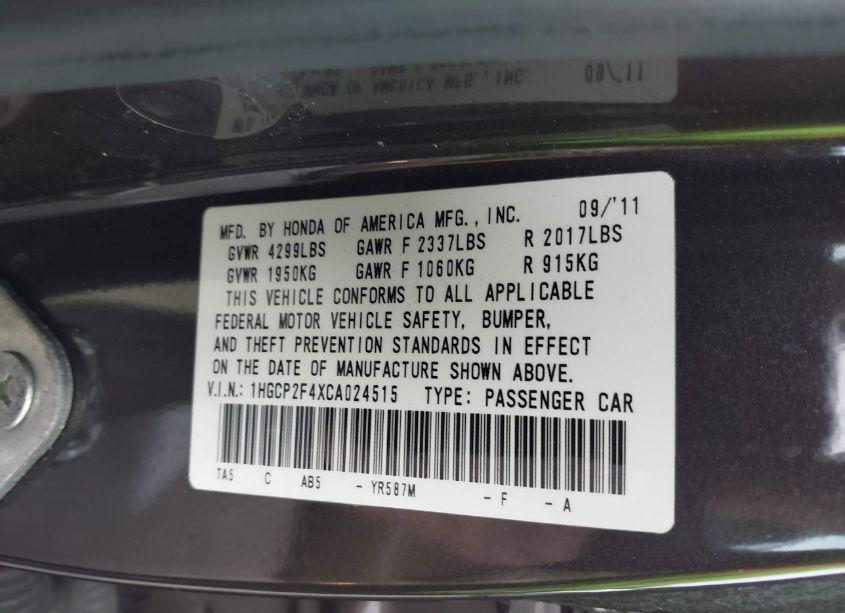 MFD. BY HONDA OF AMERICA MFG., INC. 09/'11
GVWR 4299LBS GAWR F 2337LBS R 2017LBS
GVWR 1950KG GAWR F 1060KG R 915KG
THIS VEHICLE CONFORMS TO ALL APPLICABLE
FEDERAL MOTOR VEHICLE SAFETY, BUMPER,
AND THEFT PREVENTION STANDARDS IN EFFECT
ON THE DATE OF MANUFACTURE SHOWN ABOVE.
V.I.N.: 1HGCP2F4XCA024515 TYPE: PASSENGER CAR
TA5 C AB5 - YR587M - F - A